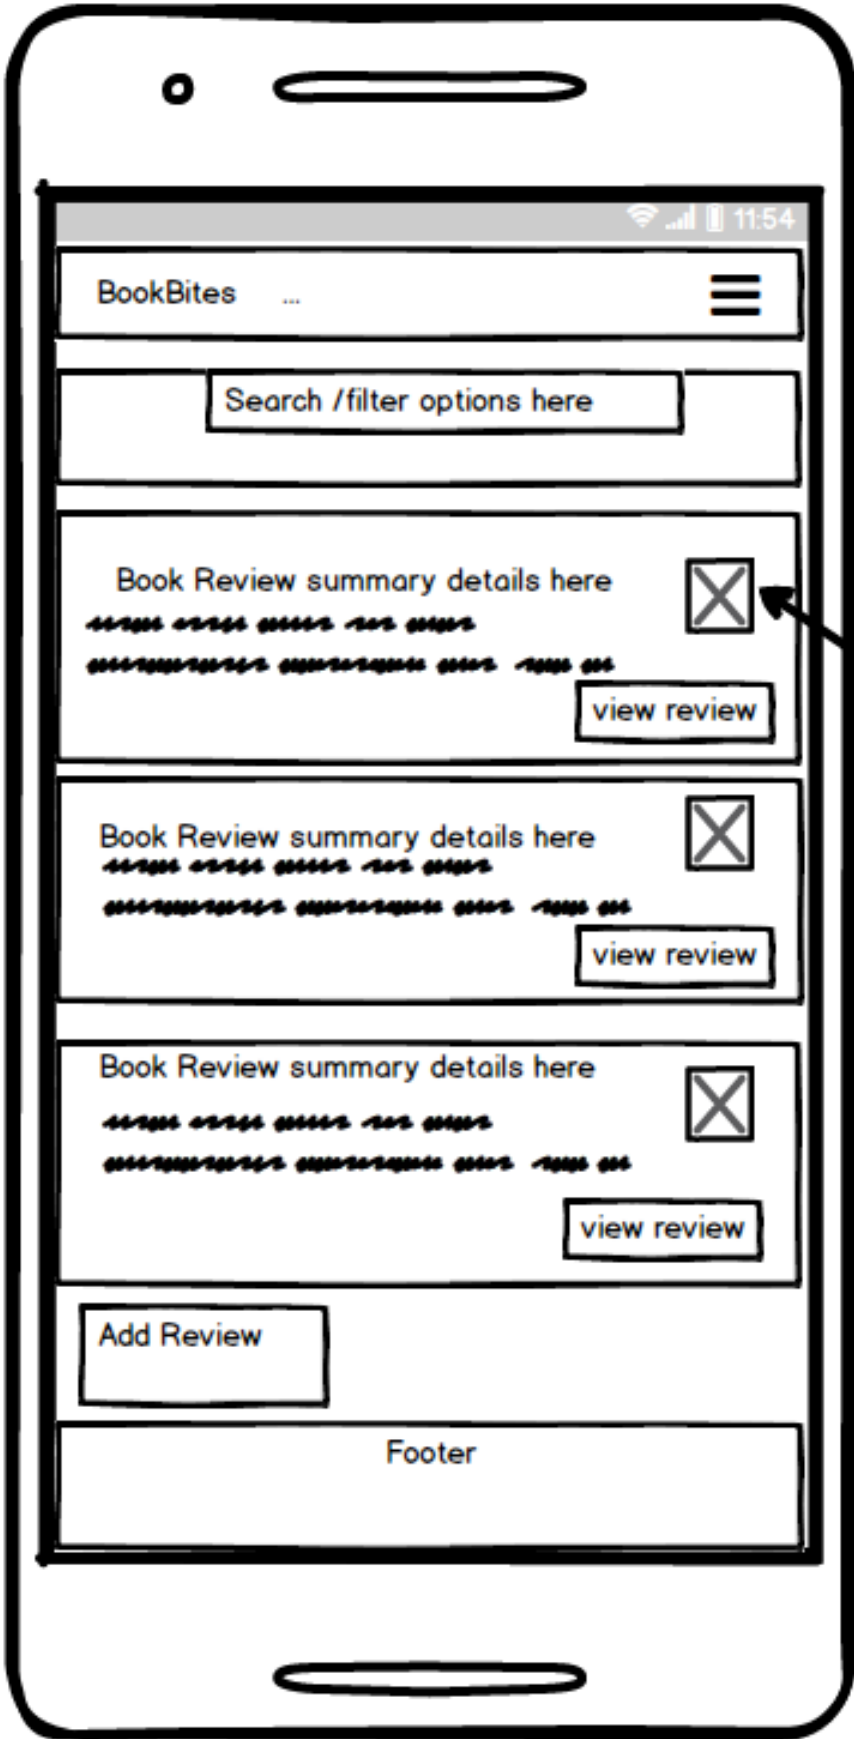 11:54
BookBites ...
Search /filter options here
Book Review summary details here
view review
Book Review summary details here
view review
Book Review summary details here
view review
Add Review
Footer